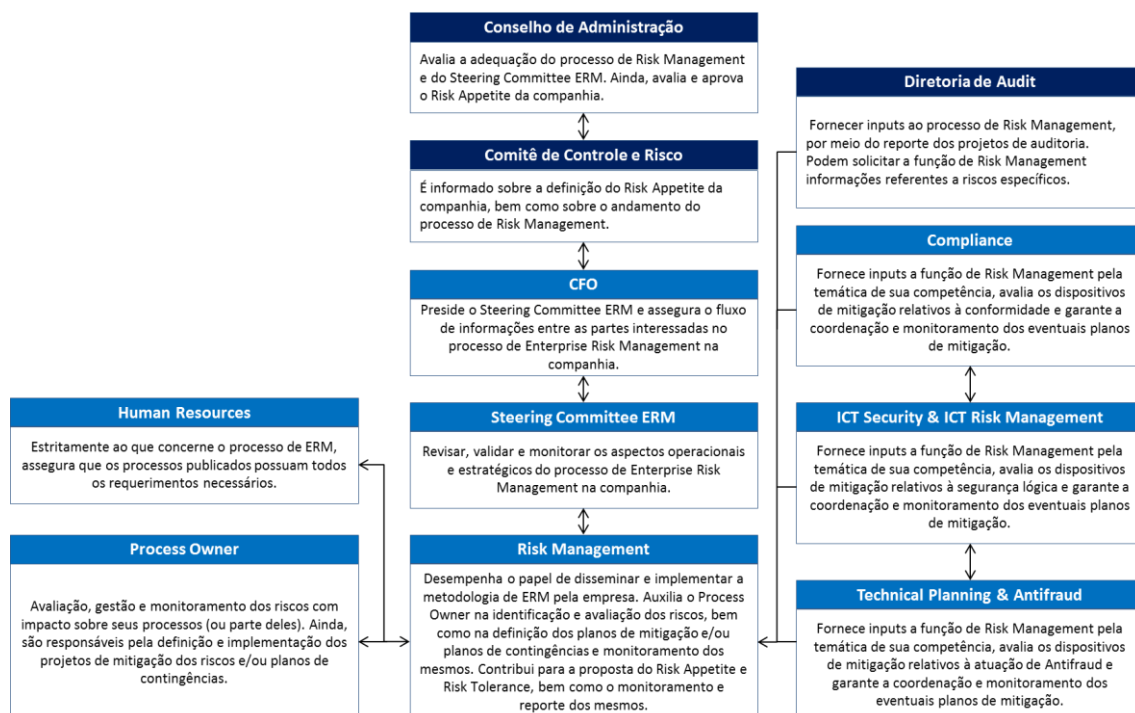 Conselho de Administração
Avalia a adequação do processo de Risk Management
e do Steering Committee ERM. Ainda, avalia e aprova
o Risk Appetite da companhia.
Comitê de Controle e Risco
É informado sobre a definição do Risk Appetite da
companhia, bem como sobre o andamento do
processo de Risk Management.
CFO
Preside o Steering Committee ERM e assegura o fluxo
de informações entre as partes interessadas no
processo de Enterprise Risk Management na
companhia.
Steering Committee ERM
Revisar, validar e monitorar os aspectos operacionais
e estratégicos do processo de Enterprise Risk
Management na companhia.
Risk Management
Desempenha o papel de disseminar e implementar a
metodologia de ERM pela empresa. Auxilia o Process
Owner na identificação e avaliação dos riscos, bem
como na definição dos planos de mitigação e/ou
planos de contingências e monitoramento dos
mesmos. Contribui para a proposta do Risk Appetite e
Risk Tolerance, bem como o monitoramento e
reporte dos mesmos.
Human Resources
Estritamente ao que concerne o processo de ERM,
assegura que os processos publicados possuam todos
os requerimentos necessários.
Process Owner
Avaliação, gestão e monitoramento dos riscos com
impacto sobre seus processos (ou parte deles). Ainda,
são responsáveis pela definição e implementação dos
projetos de mitigação dos riscos e/ou planos de
contingências.
Diretoria de Audit
Fornecer inputs ao processo de Risk Management,
por meio do reporte dos projetos de auditoria.
Podem solicitar a função de Risk Management
informações referentes a riscos específicos.
Compliance
Fornece inputs a função de Risk Management pela
temática de sua competência, avalia os dispositivos
de mitigação relativos à conformidade e garante a
coordenação e monitoramento dos eventuais planos
de mitigação.
ICT Security & ICT Risk Management
Fornece inputs a função de Risk Management pela
temática de sua competência, avalia os dispositivos
de mitigação relativos à segurança lógica e garante a
coordenação e monitoramento dos eventuais planos
de mitigação.
Technical Planning & Antifraud
Fornece inputs a função de Risk Management pela
temática de sua competência, avalia os dispositivos
de mitigação relativos à atuação de Antifraud e
garante a coordenação e monitoramento dos
eventuais planos de mitigação.